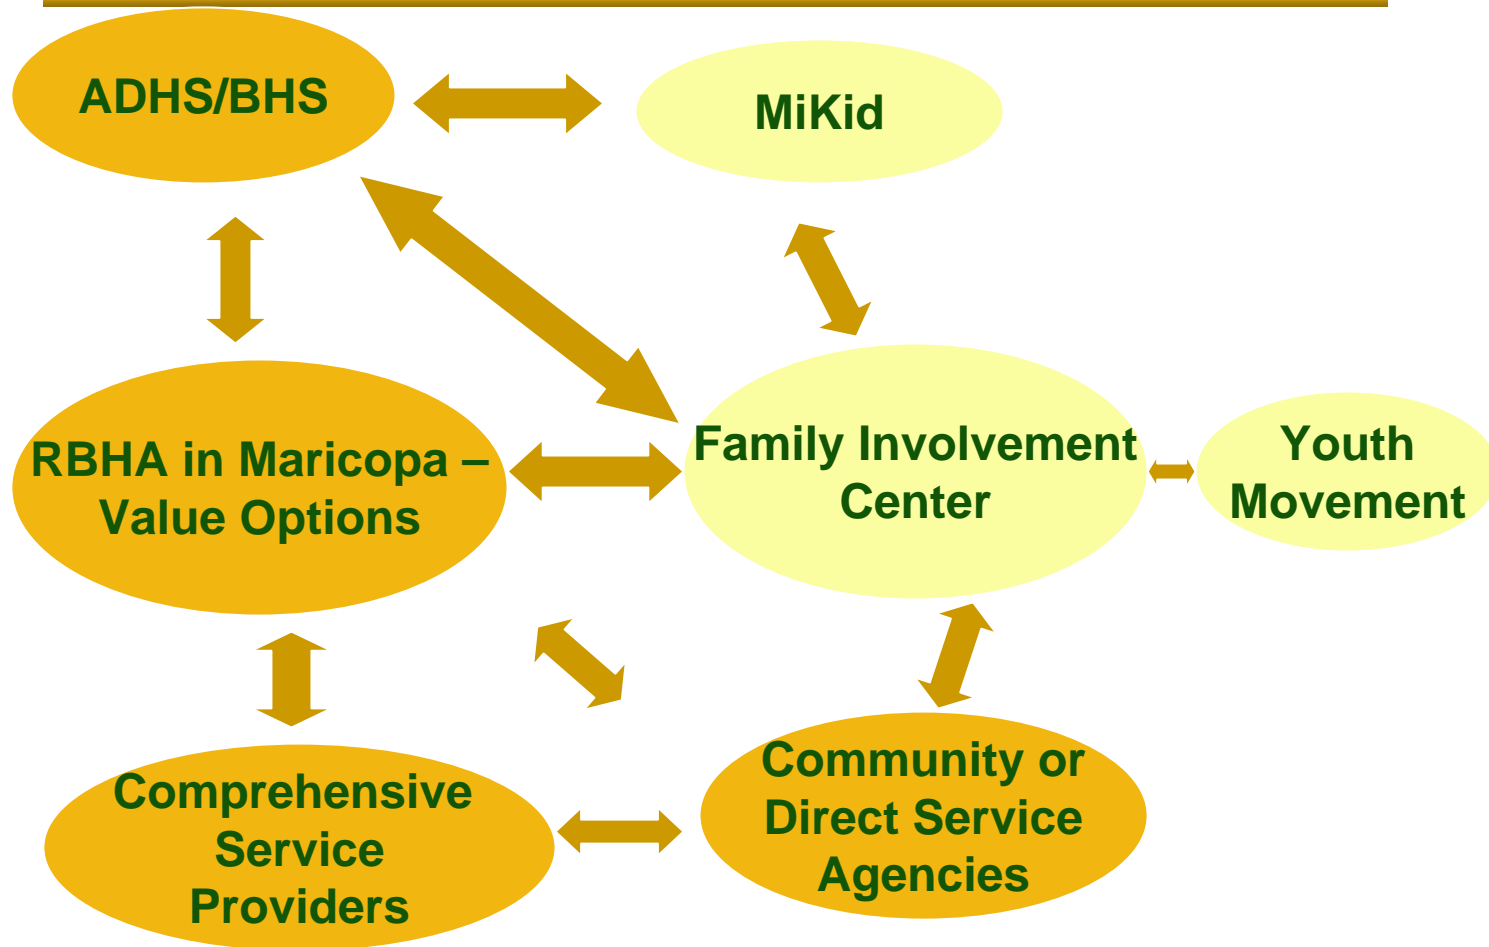 ADHS/BHS
MiKid
RBHA in Maricopa –
Value Options
Family Involvement
Center
Youth
Movement
Comprehensive
Service
Providers
Community or
Direct Service
Agencies